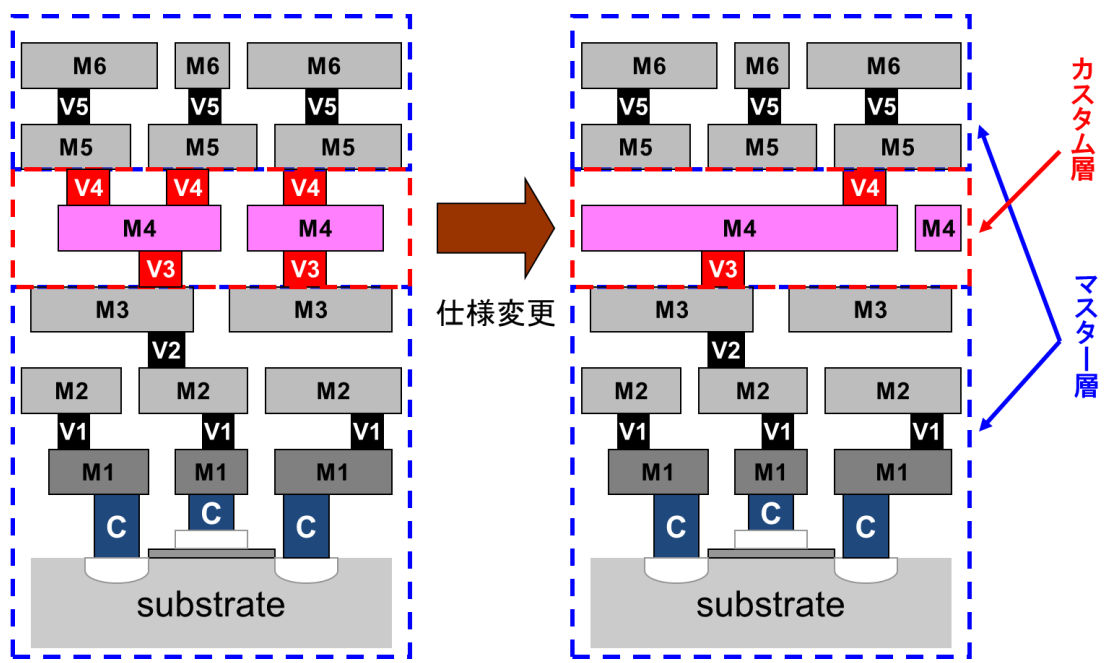 M6 M6 M6
V5 V5 V5
M5 M5 M5
V4 V4 V4
M4 M4
V3 V3
M3 M3
V2
M2 M2 M2
V1 V1 V1
M1 M1 M1
C C C
substrate
仕様変更
M6 M6 M6
V5 V5 V5
M5 M5 M5
V4
M4 M4
V3
M3 M3
V2
M2 M2 M2
V1 V1 V1
M1 M1 M1
C C C
substrate
カスタム層
マスター層